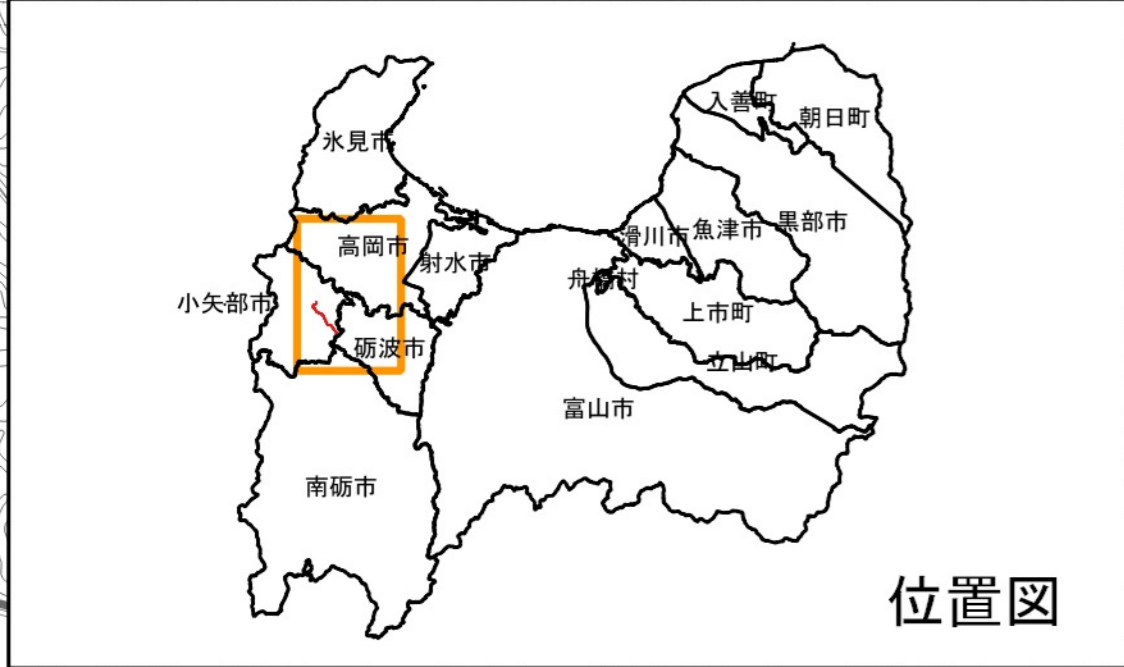 入善町
朝日町
氷見市
黒部市
魚津市
滑川市
高岡市
射水市
舟橋村
小矢部市
上市町
砺波市
立山町
富山市
南砺市
位置図